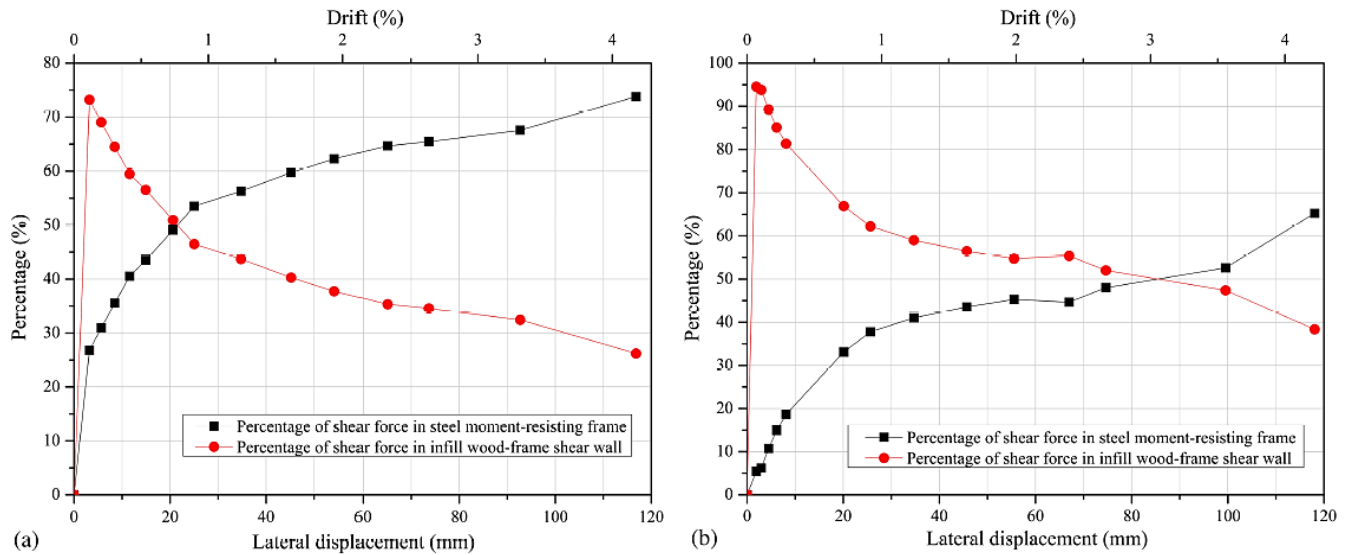 Drift (%)
0 1 2 3 4
80
70
60
50
40
30
20
10
0
Percentage (%)
Percentage of shear force in steel moment-resisting frame
Percentage of shear force in infill wood-frame shear wall
0 20 40 60 80 100 120
(a)
Lateral displacement (mm)
Drift (%)
0 1 2 3 4
100
90
80
70
60
50
40
30
20
10
0
Percentage (%)
Percentage of shear force in steel moment-resisting frame
Percentage of shear force in infill wood-frame shear wall
0 20 40 60 80 100 120
(b)
Lateral displacement (mm)